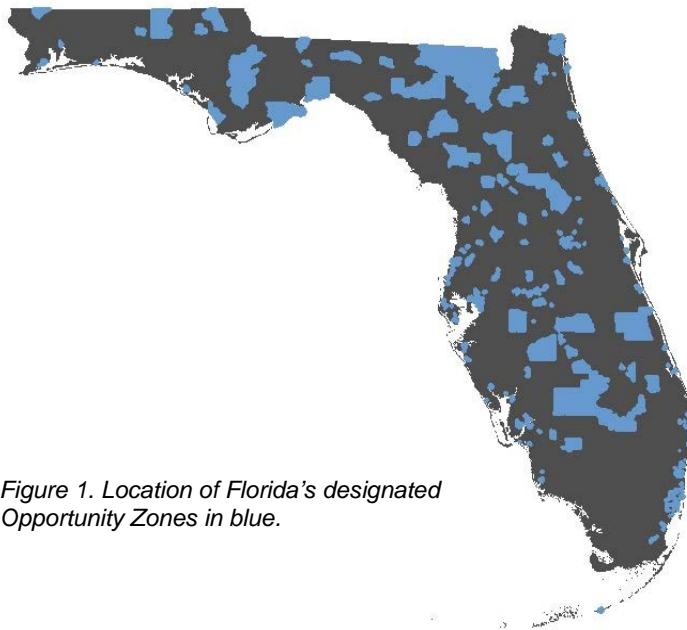 Figure 1. Location of Florida’s designated
Opportunity Zones in blue.